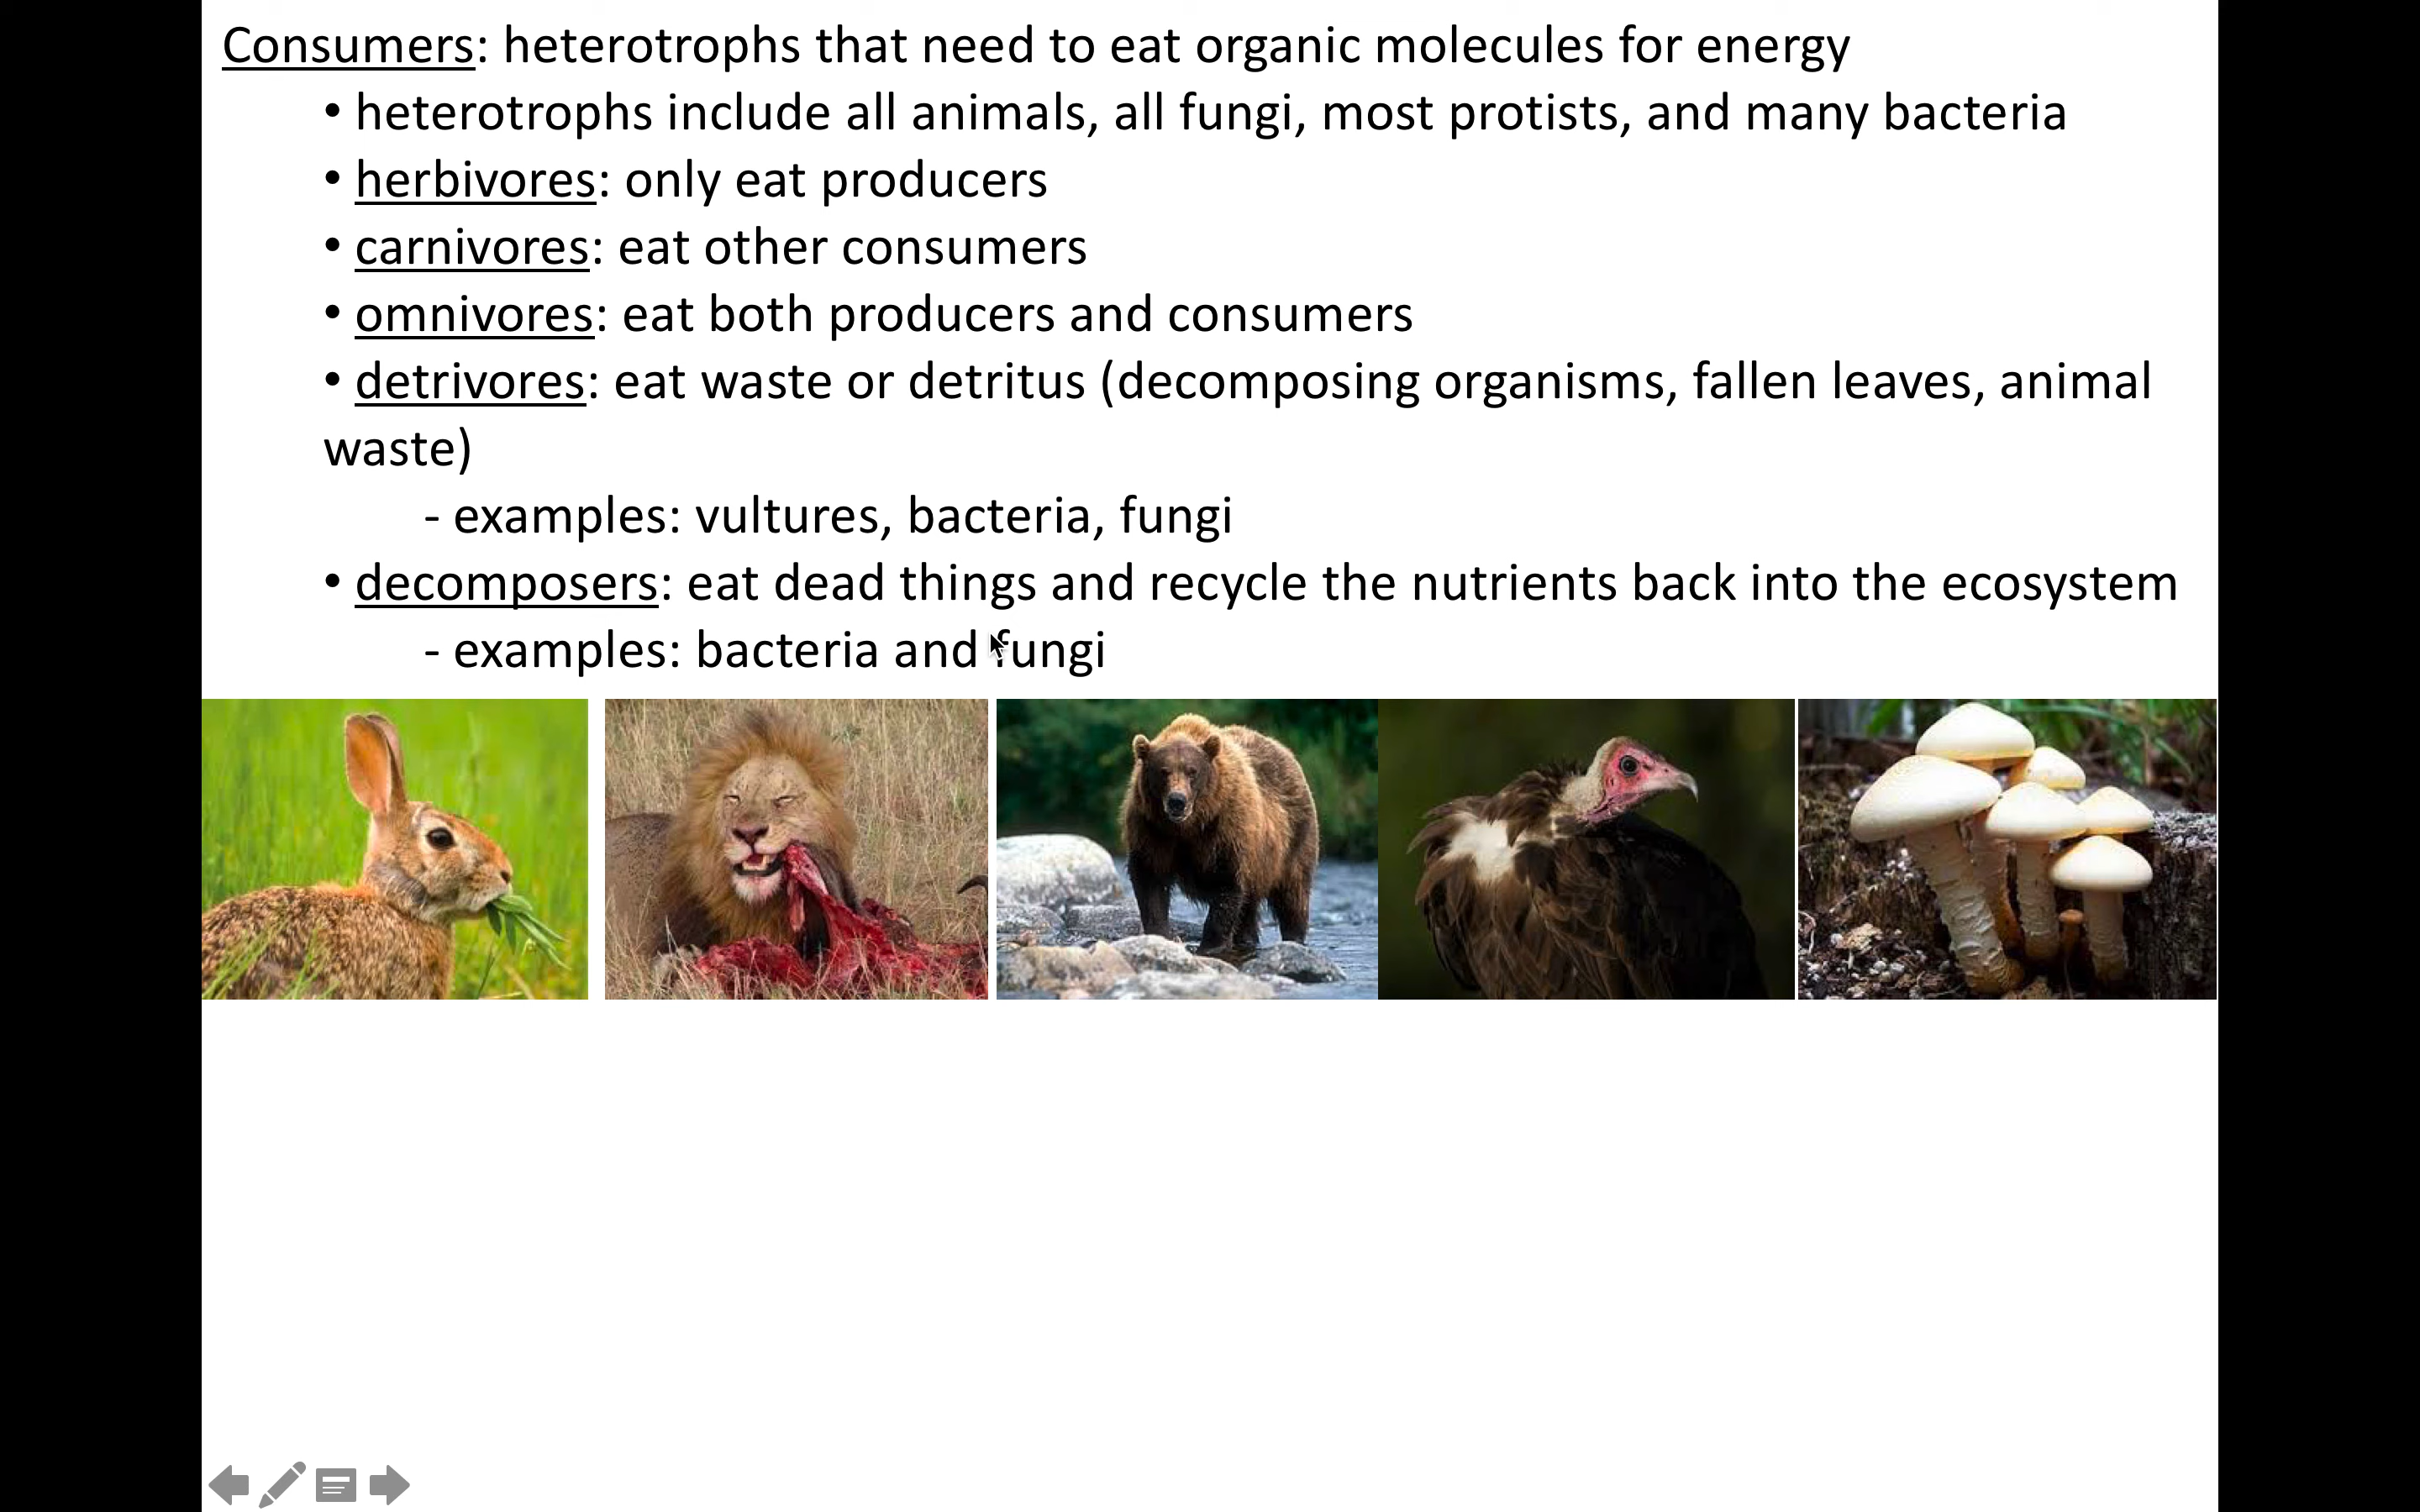 Consumers: heterotrophs that need to eat organic molecules for energy
• heterotrophs include all animals, all fungi, most protists, and many bacteria
• herbivores: only eat producers
• carnivores: eat other consumers
• omnivores: eat both producers and consumers
• detrivores: eat waste or detritus (decomposing organisms, fallen leaves, animal
waste)
- examples: vultures, bacteria, fungi
• decomposers: eat dead things and recycle the nutrients back into the ecosystem
- examples: bacteria and fungi